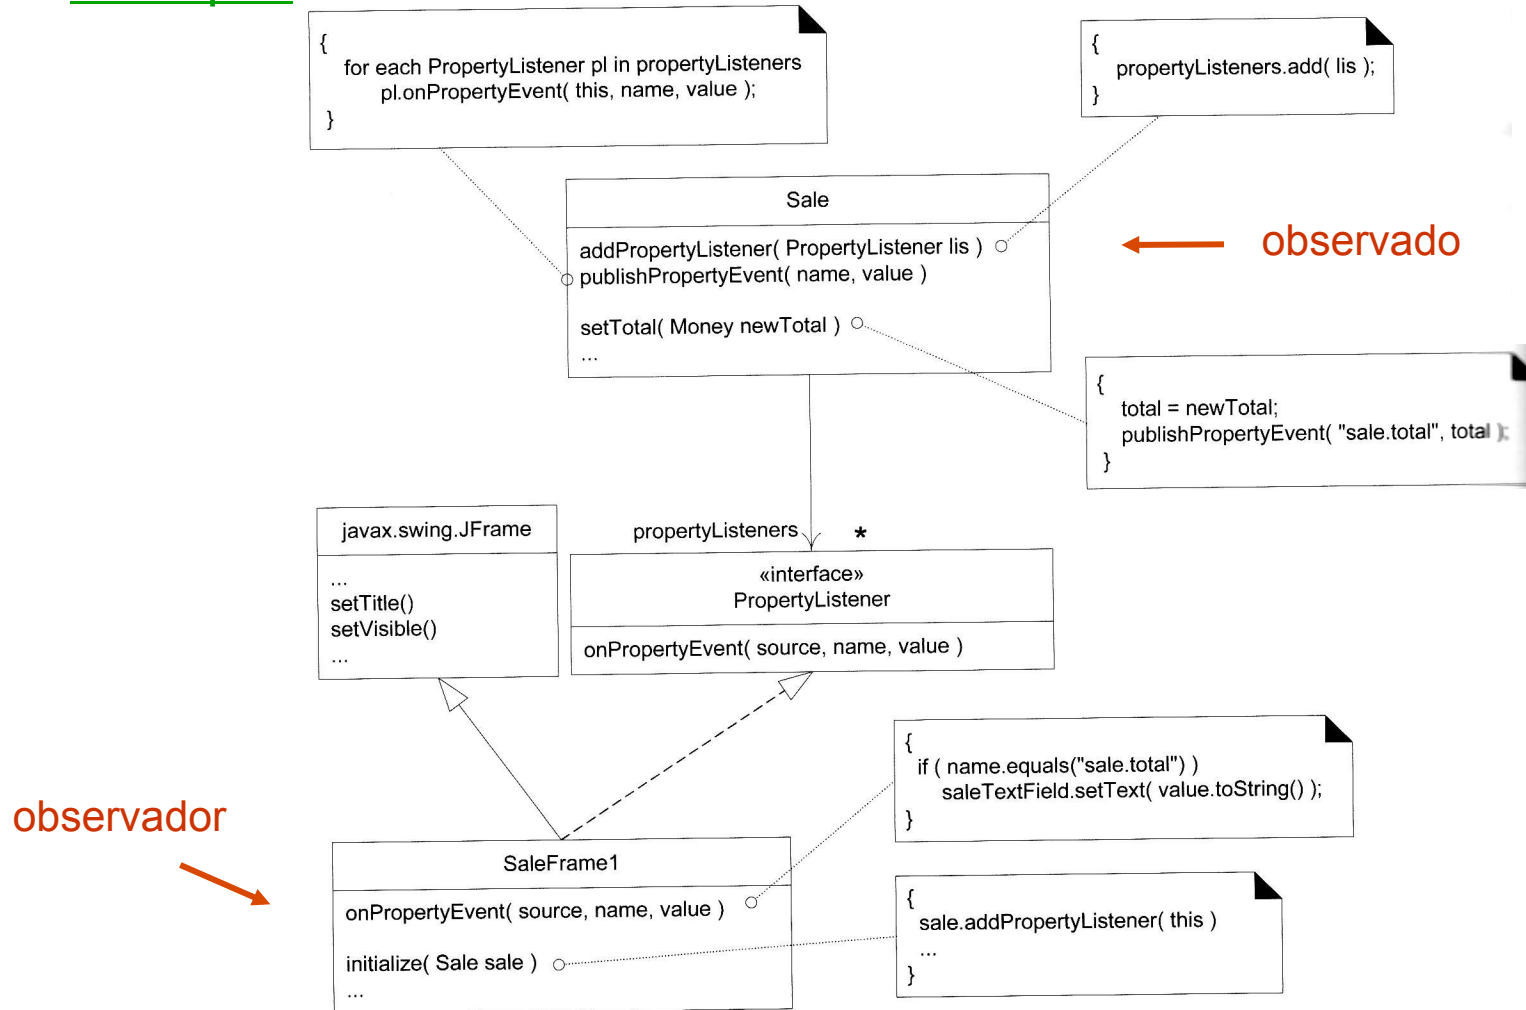 {
for each PropertyListener pl in propertyListeners
pl.onPropertyEvent( this, name, value );
}
{
propertyListeners.add( lis );
}
Sale
addPropertyListener( PropertyListener lis )
publishPropertyEvent( name, value )
setTotal( Money newTotal )
...
observado
{
total = newTotal;
publishPropertyEvent( "sale.total", total );
}
javax.swing.JFrame
...
setTitle()
setVisible()
...
propertyListeners
*
«interface»
PropertyListener
onPropertyEvent( source, name, value )
{
if ( name.equals("sale.total") )
saleTextField.setText( value.toString() );
}
observador
SaleFrame1
onPropertyEvent( source, name, value )
initialize( Sale sale )
...
{
sale.addPropertyListener( this )
...
}